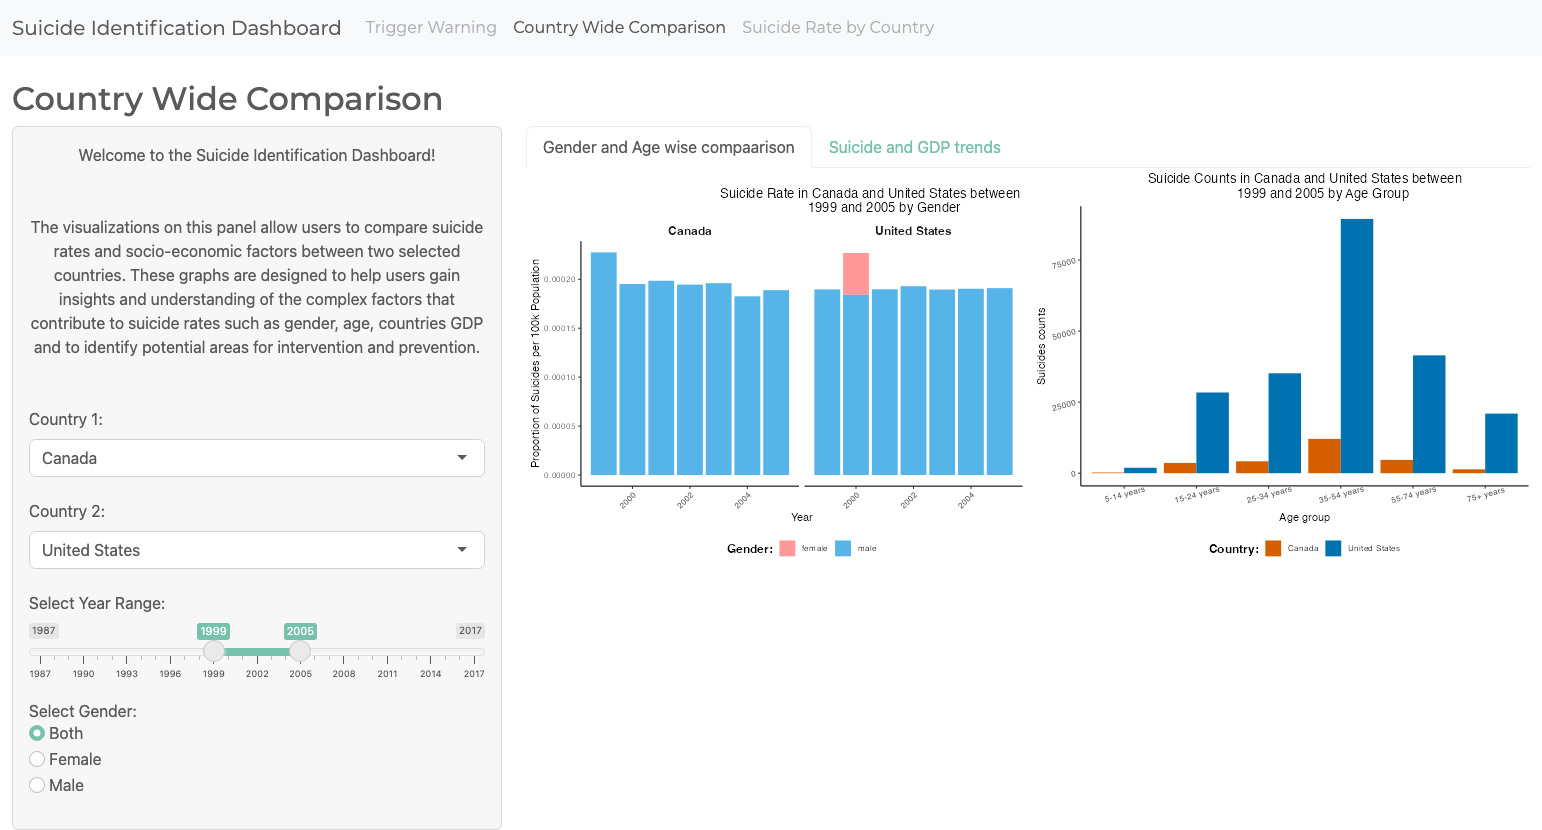 Suicide Identification Dashboard
Trigger Warning
Country Wide Comparison
Suicide Rate by Country
Country Wide Comparison
Welcome to the Suicide Identification Dashboard!
The visualizations on this panel allow users to compare suicide
rates and socio-economic factors between two selected
countries. These graphs are designed to help users gain
insights and understanding of the complex factors that
contribute to suicide rates such as gender, age, countries GDP
and to identify potential areas for intervention and prevention.
Country 1:
Canada
Country 2:
United States
Select Year Range:
1987
1999
2005
2017
1987 1990 1993 1996 1999 2002 2005 2008 2011 2014 2017
Select Gender:
Both
Female
Male
Gender and Age wise compaarison
Suicide and GDP trends
Suicide Rate in Canada and United States between
1999 and 2005 by Gender
Canada
United States
Proportion of Suicides per 100k Population
0.00020
0.00015
0.00010
0.00005
0.00000
2000 2002 2004
2000 2002 2004
Year
Gender: female male
Suicide Counts in Canada and United States between
1999 and 2005 by Age Group
Suicides counts
75000
50000
25000
0
5-14 years 15-24 years 25-34 years 35-54 years 55-74 years 75+ years
Age group
Country: Canada United States